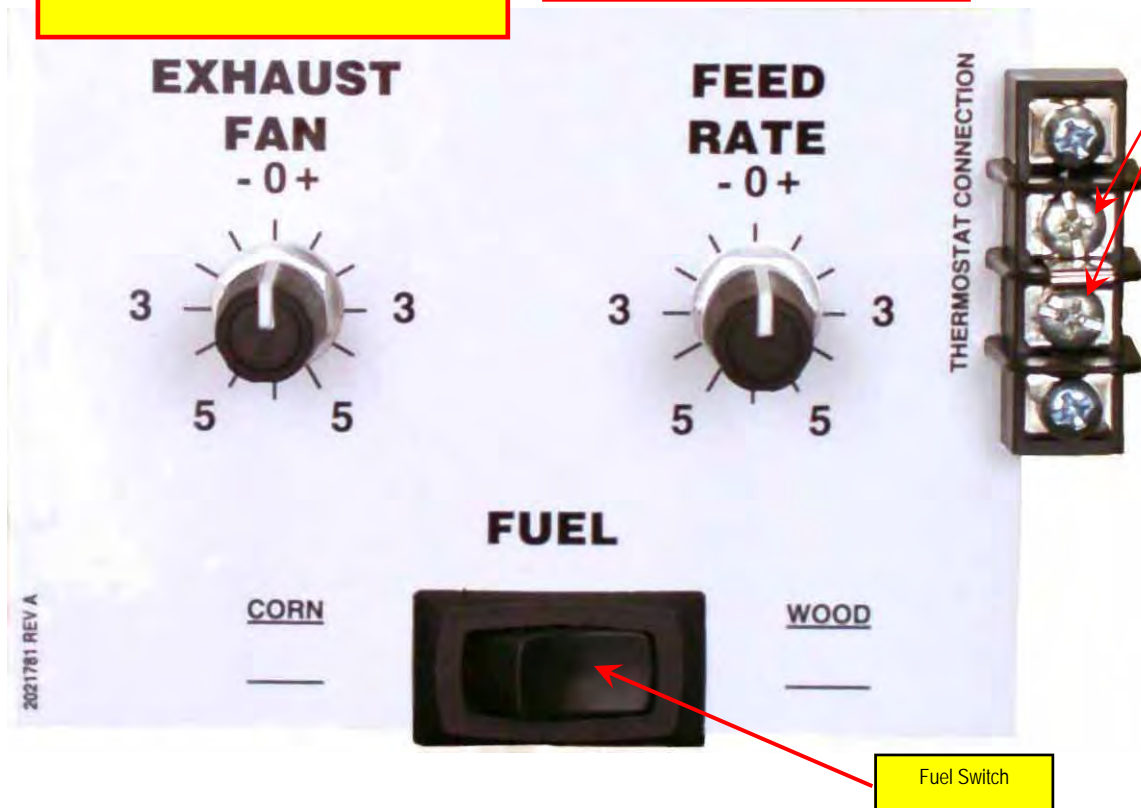 EXHAUST
FAN
- 0 +
3
3
5
5
FEED
RATE
- 0 +
3
3
5
5
THERMOSTAT CONNECTION
FUEL
CORN
WOOD
2021781 REV A
Fuel Switch